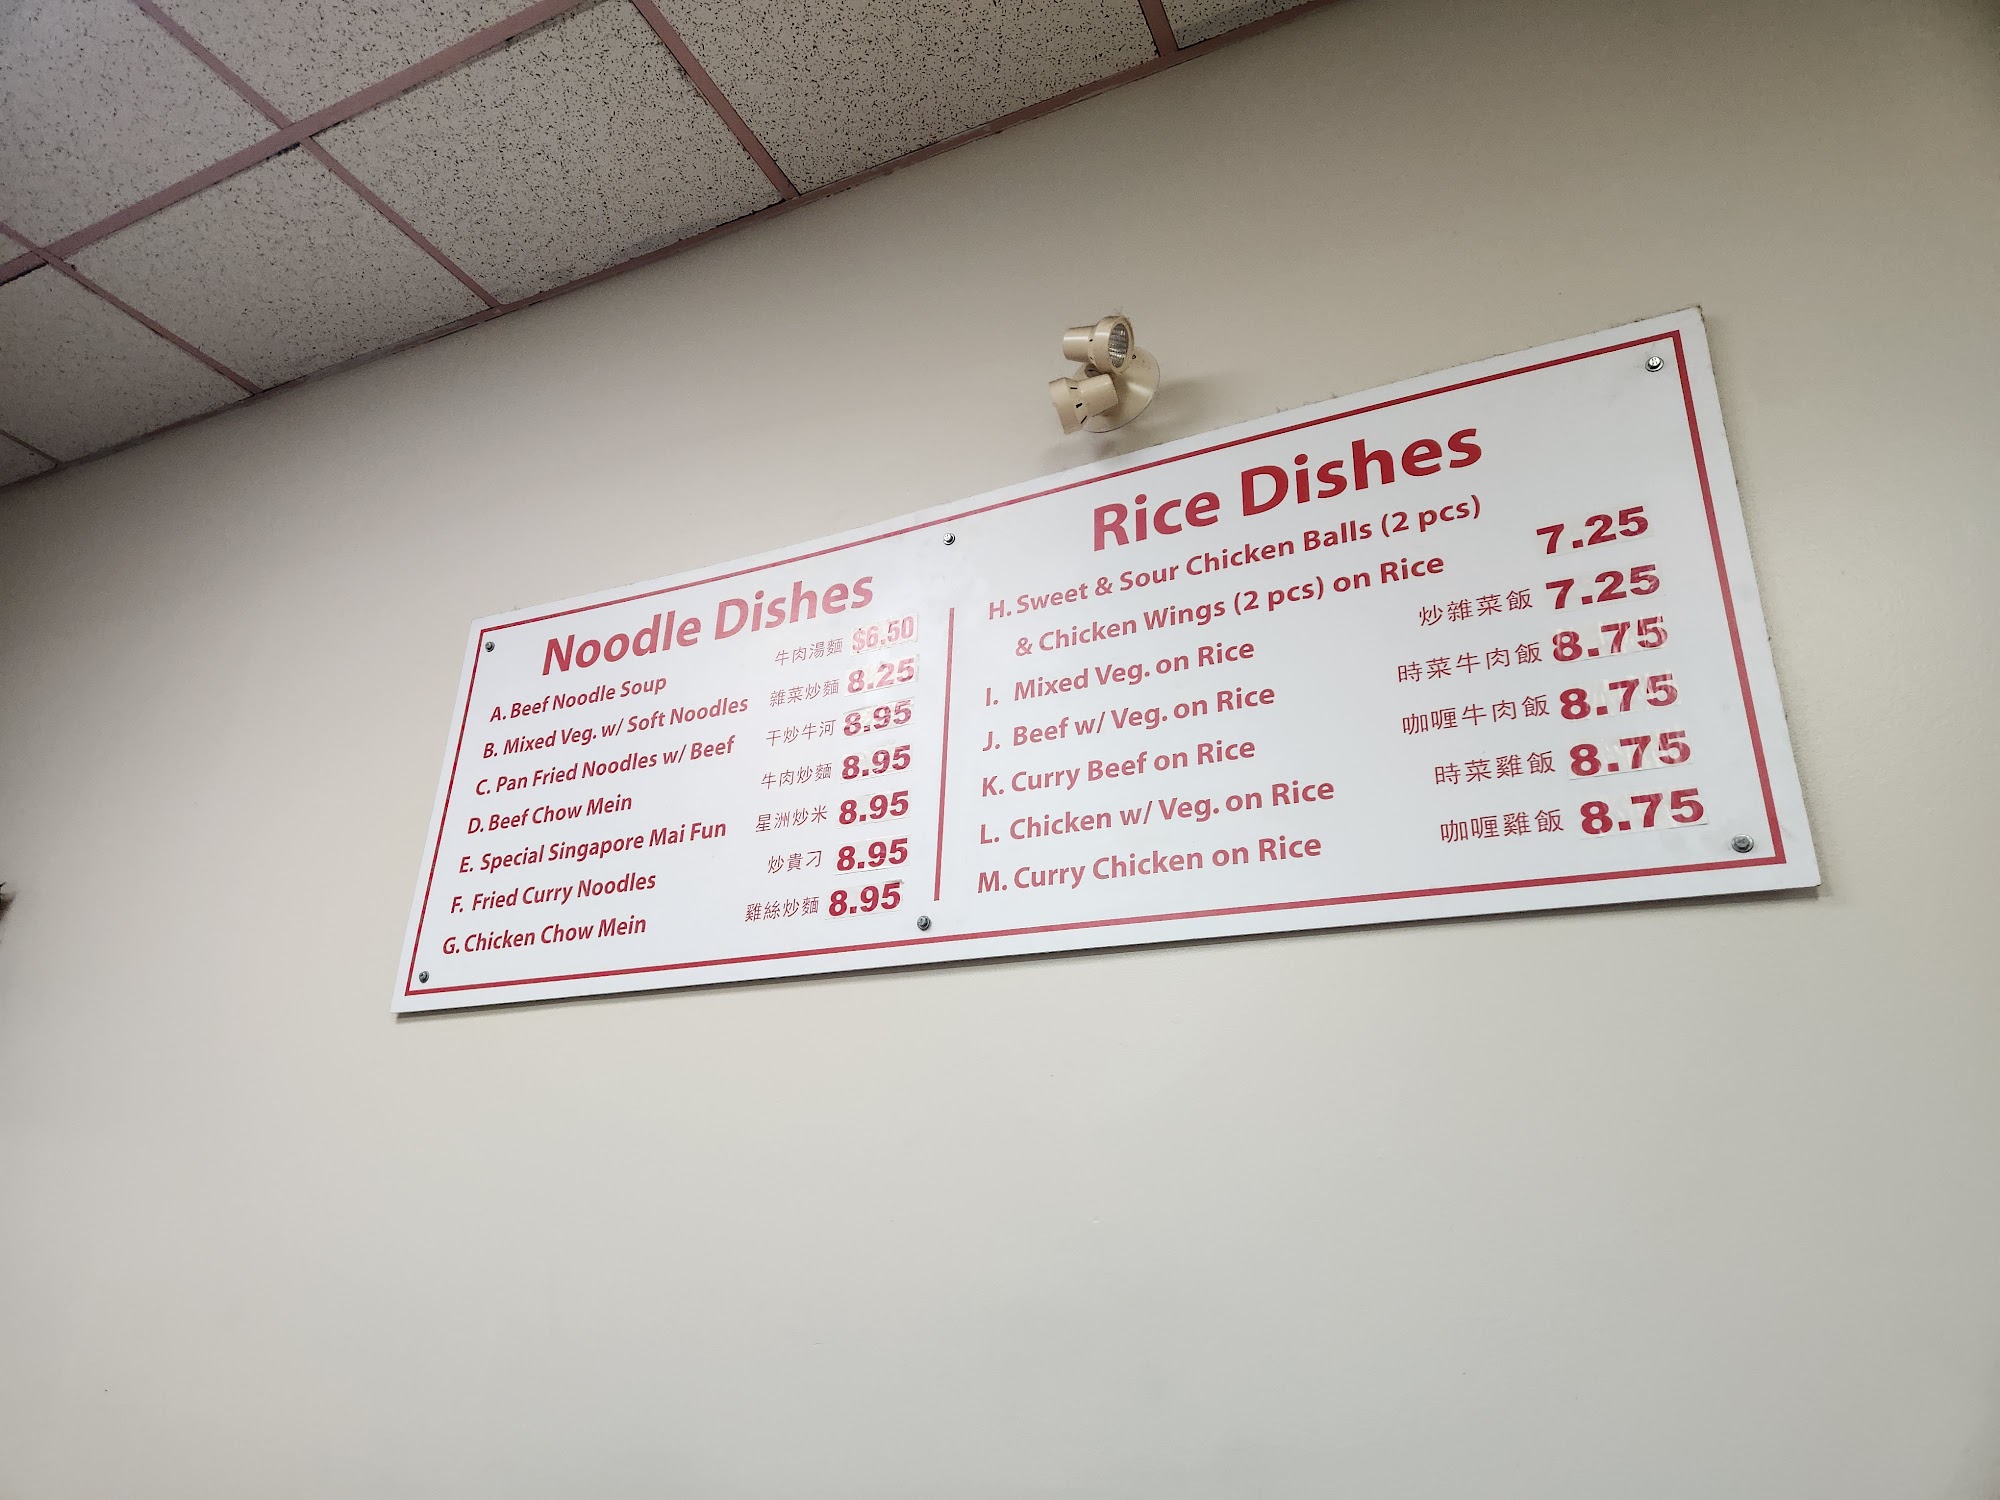 Noodle Dishes
A. Beef Noodle Soup 牛肉湯麵 $6.50
B. Mixed Veg. w/ Soft Noodles 雜菜炒麵 8.25
C. Pan Fried Noodles w/ Beef 干炒牛河 8.95
D. Beef Chow Mein 牛肉炒麵 8.95
E. Special Singapore Mai Fun 星洲炒米 8.95
F. Fried Curry Noodles 炒貴刁 8.95
G. Chicken Chow Mein 雞絲炒麵 8.95
Rice Dishes
H. Sweet & Sour Chicken Balls (2 pcs)
& Chicken Wings (2 pcs) on Rice 7.25
I. Mixed Veg. on Rice 炒雜菜飯 7.25
J. Beef w/ Veg. on Rice 時菜牛肉飯 8.75
K. Curry Beef on Rice 咖喱牛肉飯 8.75
L. Chicken w/ Veg. on Rice 時菜雞飯 8.75
M. Curry Chicken on Rice 咖喱雞飯 8.75